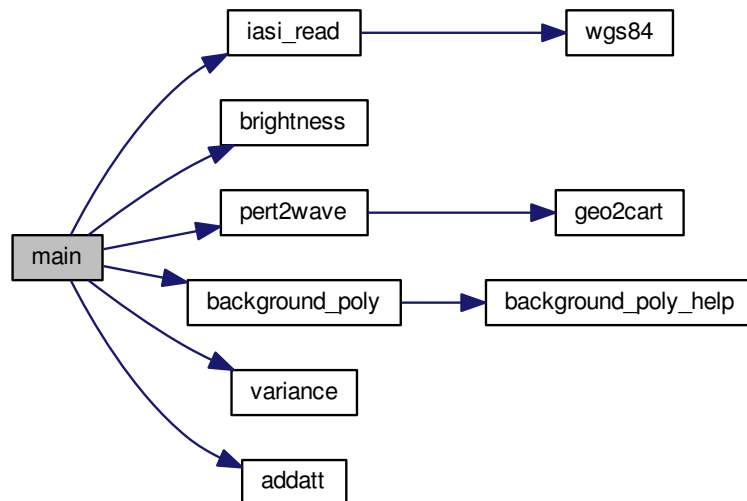 iasi_read
wgs84
brightness
pert2wave
geo2cart
main
background_poly
background_poly_help
variance
addatt